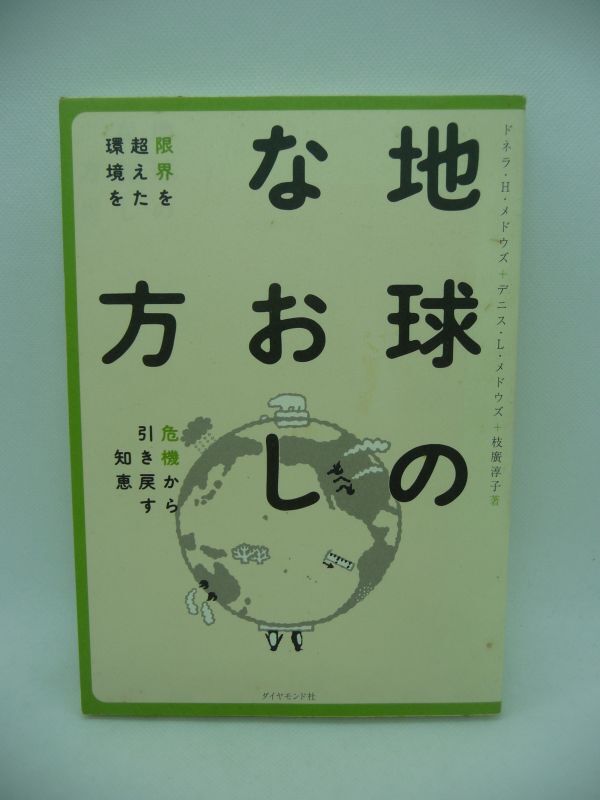 地球の
なおし
方
限界を
超えた
環境を
危機から
引き戻す
知恵
ドネラ・H・メドウズ+デニス・L・メドウズ+枝廣淳子 著
ダイヤモンド社